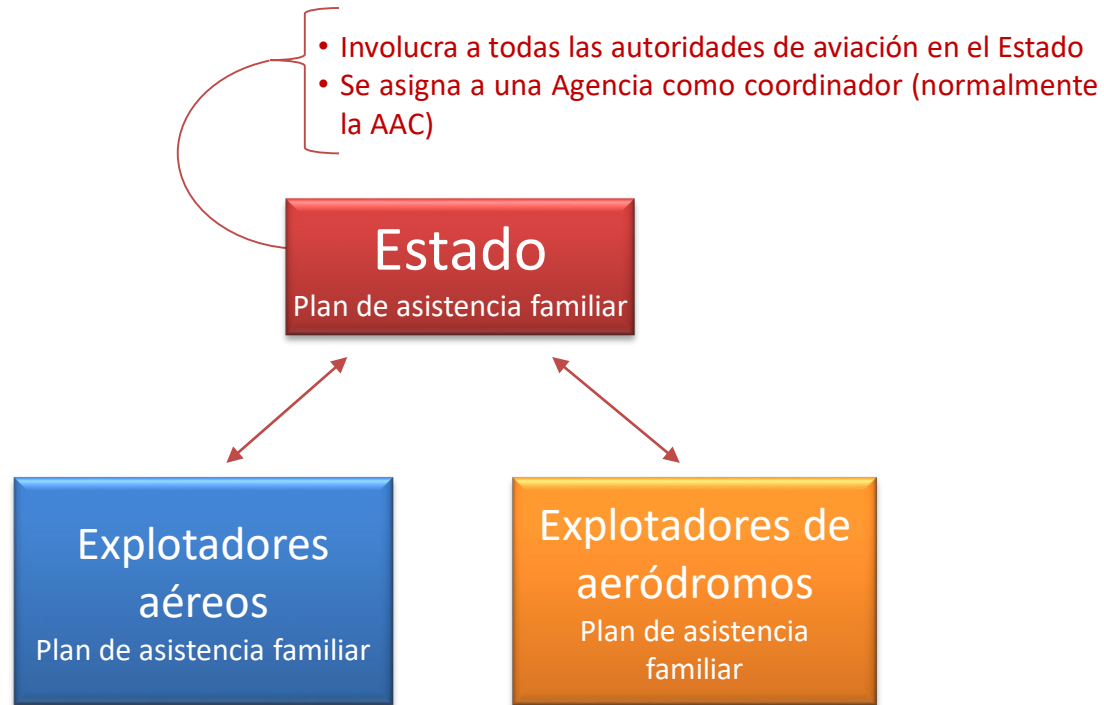 • Involucra a todas las autoridades de aviación en el Estado
• Se asigna a una Agencia como coordinador (normalmente
la AAC)
Estado
Plan de asistencia familiar
Explotadores
aéreos
Plan de asistencia familiar
Explotadores de
aeródromos
Plan de asistencia
familiar